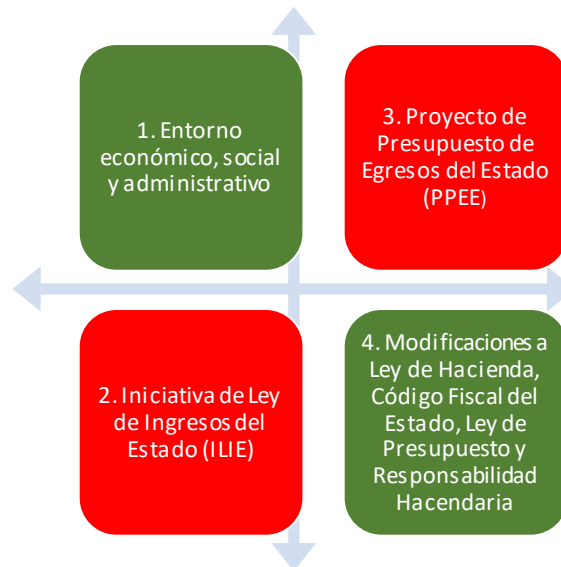 1. Entorno
económico, social
y administrativo
3. Proyecto de
Presupuesto de
Egresos del Estado
(PPEE)
2. Iniciativa de Ley
de Ingresos del
Estado (ILIE)
4. Modificaciones a
Ley de Hacienda,
Código Fiscal del
Estado, Ley de
Presupuesto y
Responsabilidad
Hacendaria